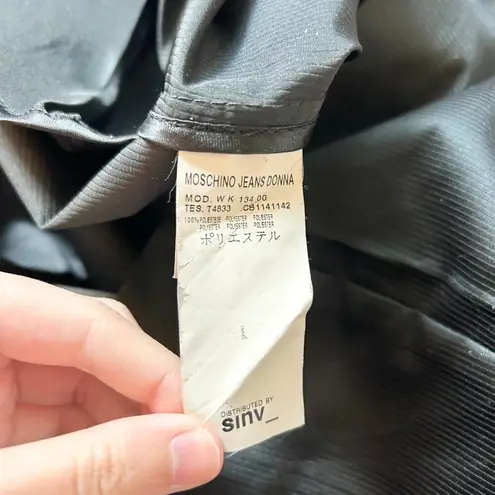 MOSCHINO JEANS DONNA
MOD. W K 134 00
TES. T4833 CB1141142
100% POLYESTERE POLYESTER POLYESTER
POLYESTER POLYESTER POLYESTER
ポリエステル
DISTRIBUTED BY
sinv_